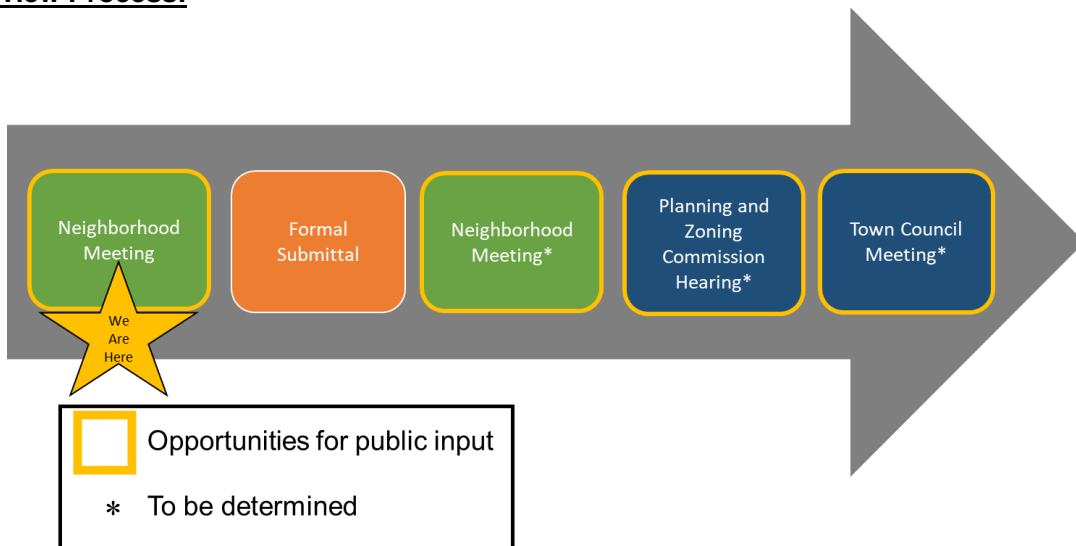 Neighborhood
Meeting
Formal
Submittal
Neighborhood
Meeting*
Planning and
Zoning
Commission
Hearing*
Town Council
Meeting*
We
Are
Here
Opportunities for public input
* To be determined